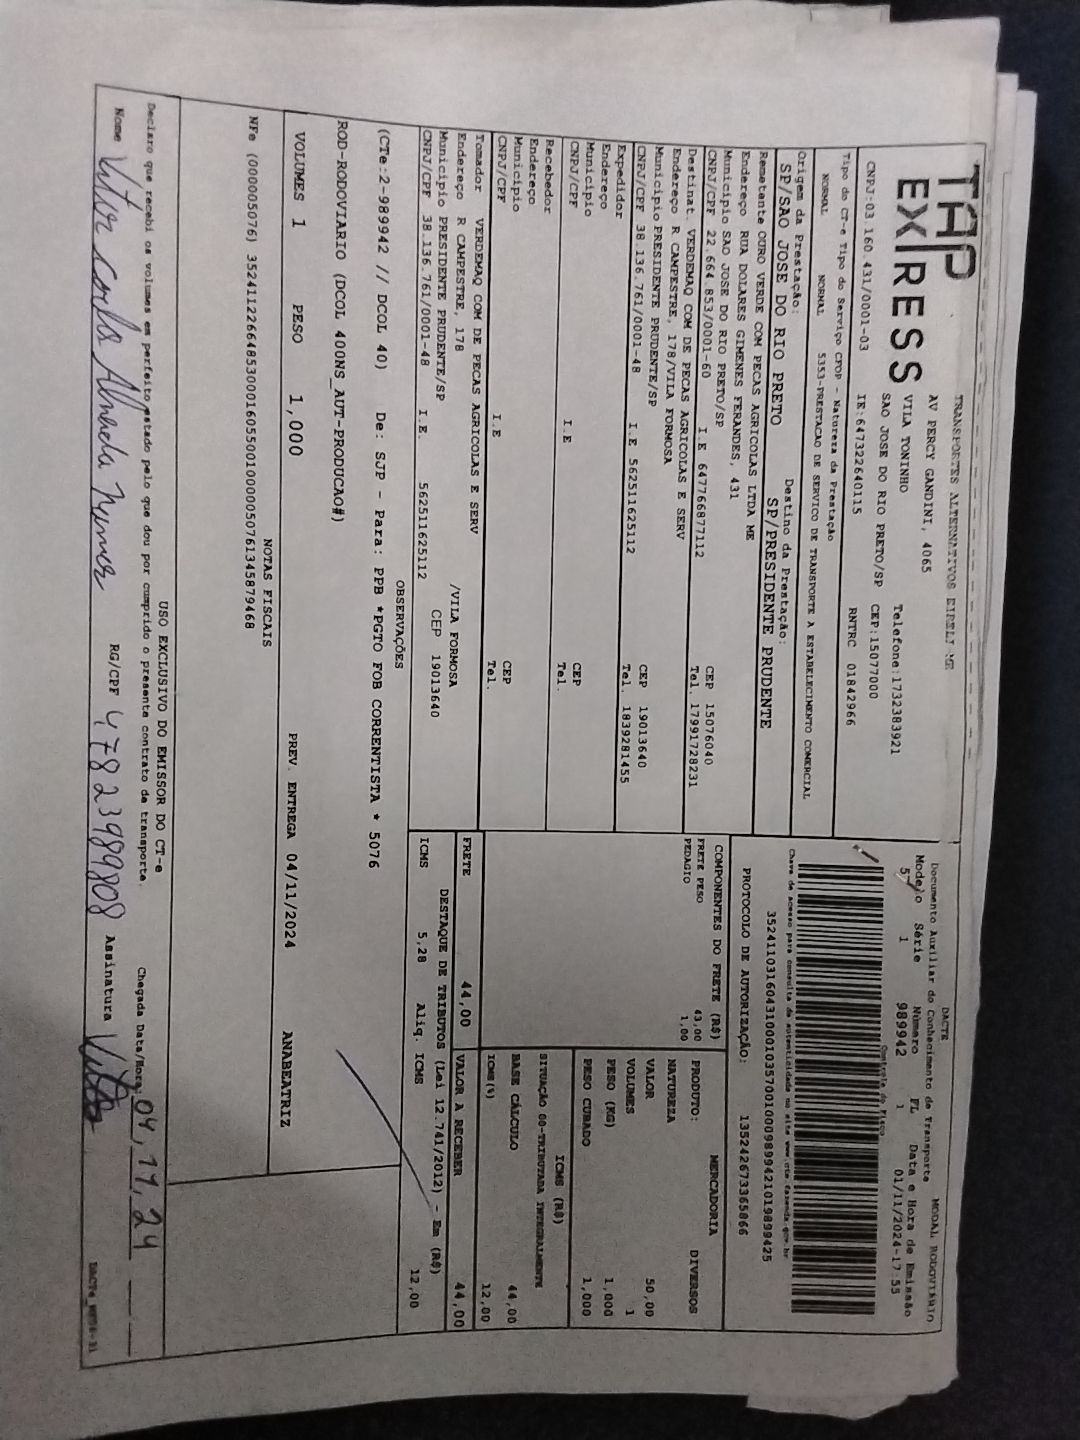 TRANSPORTES ALTERNATIVOS EIRELI ME
TAP EXPRESS
AV PERCY GANDINI, 4065
VILA TONINHO Telefone:1732383921
SAO JOSE DO RIO PRETO/SP CEP:15077000
CNPJ:03 160 431/0001-03 IE:647322640115 RNTRC 01842966
DACTE
Documento Auxiliar do Conhecimento de Transporte MODAL RODOVIÁRIO
Modelo Série Número FL Data e Hora de Emissão
57 1 989942 1 01/11/2024-17:55
Controle do Fisco
Chave de acesso para consulta de autenticidade no site www.cte.fazenda.gov.br
PROTOCOLO DE AUTORIZAÇÃO: 135242673365866
Tipo do CT-e Tipo do Serviço CFOP - Natureza da Prestação
NORMAL NORMAL 5353-PRESTACAO DE SERVICO DE TRANSPORTE A ESTABELECIMENTO COMERCIAL
Origem da Prestação: Destino da Prestação:
SP/SAO JOSE DO RIO PRETO SP/PRESIDENTE PRUDENTE
Remetente OURO VERDE COM PECAS AGRICOLAS LTDA ME
Endereço RUA DOLARES GIMENES FERANDES, 431
Município SAO JOSE DO RIO PRETO/SP CEP 15076040
CNPJ/CPF 22.664.853/0001-60 I.E 647766877112 Tel. 17991728231
Destinat. VERDEMAQ COM DE PECAS AGRICOLAS E SERV
Endereço R CAMPESTRE, 178/VILA FORMOSA
Município PRESIDENTE PRUDENTE/SP CEP 19013640
CNPJ/CPF 38.136.761/0001-48 I.E 562511625112 Tel. 1839281455
Expedidor
Endereço
Município CEP
CNPJ/CPF I.E Tel.
Recebedor
Endereço
Município CEP
CNPJ/CPF I.E Tel.
Tomador VERDEMAQ COM DE PECAS AGRICOLAS E SERV
Endereço R CAMPESTRE, 178 /VILA FORMOSA
Município PRESIDENTE PRUDENTE/SP CEP 19013640
CNPJ/CPF 38.136.761/0001-48 I.E. 562511625112
COMPONENTES DO FRETE (R$)
FRETE PESO 43,00
PEDAGIO 1,00
MERCADORIA
PRODUTO: DIVERSOS
NATUREZA
VALOR 50,00
VOLUMES 1
PESO (KG) 1,000
PESO CUBADO 1,000
ICMS (R$)
SITUAÇÃO 00-TRIBUTADA INTEGRALMENTE
BASE CÁLCULO 44,00
ICMS(%) 12,00
FRETE 44,00 VALOR A RECEBER 44,00
DESTAQUE DE TRIBUTOS (Lei 12.741/2012) - Em (R$)
ICMS 5,28 Aliq. ICMS 12,00
OBSERVAÇÕES
(CTe:2-989942 // DCOL 40) De: SJP - Para: PPB *PGTO FOB CORRENTISTA * 5076
ROD-RODOVIARIO (DCOL 400NS_AUT-PRODUCAO#)
VOLUMES 1 PESO 1,000 PREV. ENTREGA 04/11/2024 ANABEATRIZ
NOTAS FISCAIS
USO EXCLUSIVO DO EMISSOR DO CT-e
Declaro que recebi os volumes em perfeito estado pelo que dou por cumprido o presente contrato de transporte. Chegada Data/Hora: 04,11,24
Nome Vitor Carlos Almeida Nunes RG/CPF 47823989808 Assinatura